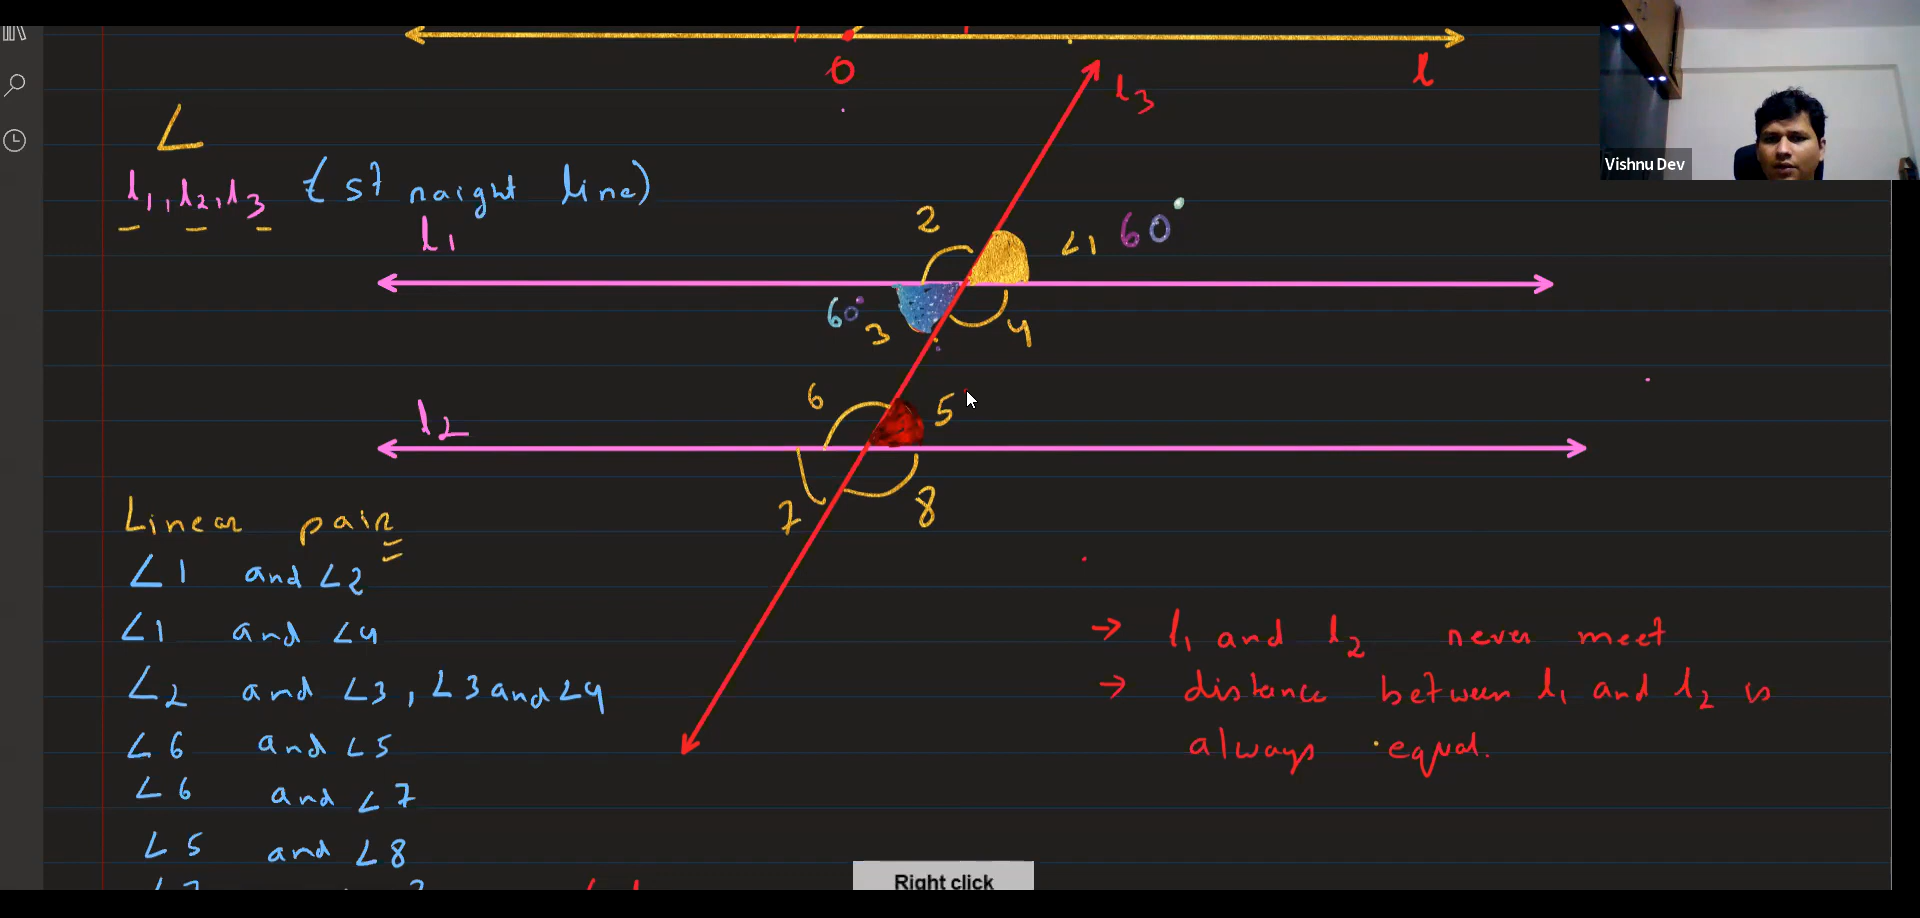 0
l
l3
∠
l1, l2, l3 (straight line)
Vishnu Dev
l1
2
∠1 60°
60°
3
4
6
5
l2
7
8
Linear pair
∠1 and ∠2
∠1 and ∠4
∠2 and ∠3, ∠3 and ∠4
∠6 and ∠5
∠6 and ∠7
∠5 and ∠8
→ l1 and l2 never meet
→ distance between l1 and l2 is
always equal.
Right click